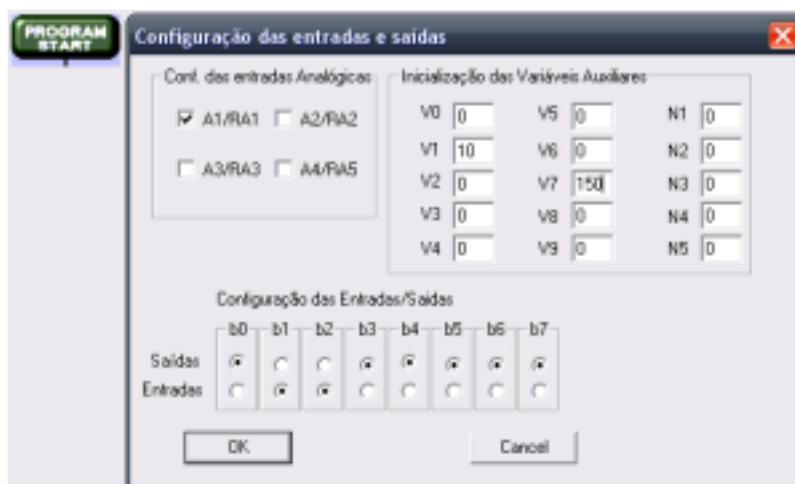 PROGRAM
START
Configuração das entradas e saídas
Conf. das entradas Analógicas
A1/RA1 A2/RA2
A3/RA3 A4/RA5
Inicialização das Variáveis Auxiliares
V0 0 V5 0 N1 0
V1 10 V6 0 N2 0
V2 0 V7 150 N3 0
V3 0 V8 0 N4 0
V4 0 V9 0 N5 0
Configuração das Entradas/Saídas
b0 b1 b2 b3 b4 b5 b6 b7
Saídas
Entradas
OK Cancel